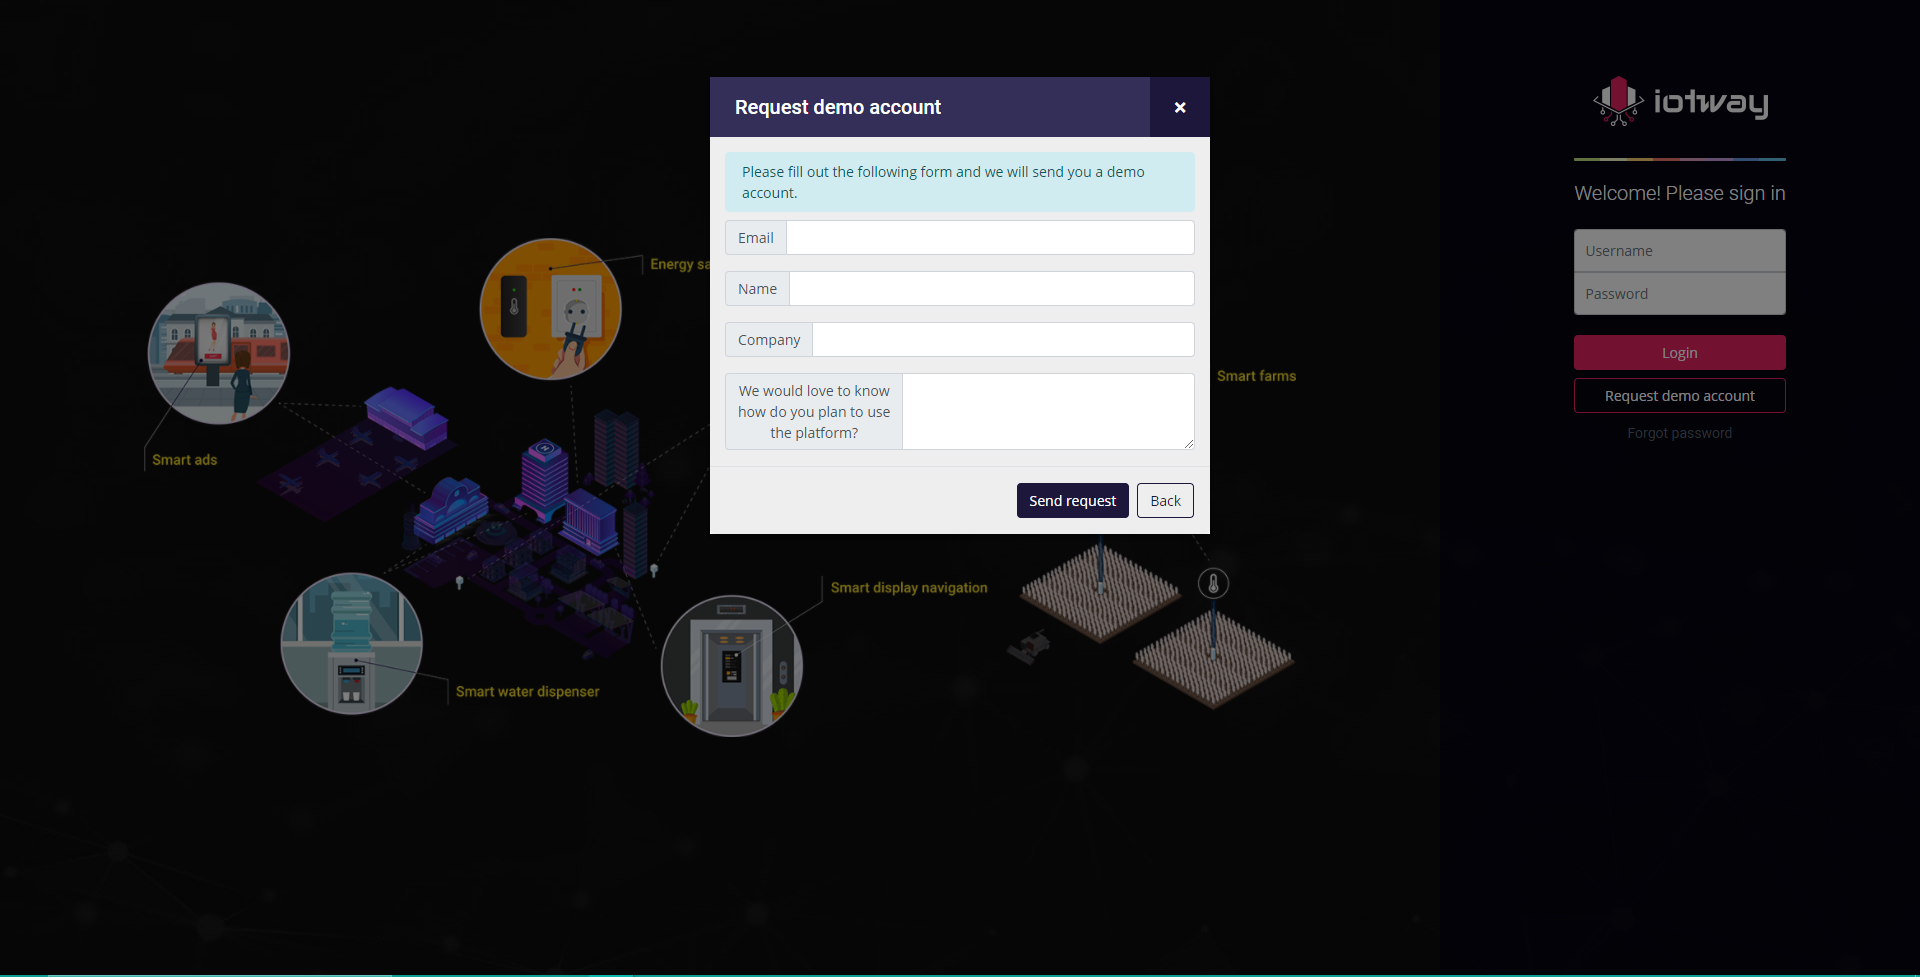 Request demo account
×
Please fill out the following form and we will send you a demo
account.
Email
Name
Company
We would love to know
how do you plan to use
the platform?
Send request
Back
Energy sa
Smart ads
Smart farms
Smart display navigation
Smart water dispenser
iotway
Welcome! Please sign in
Username
Password
Login
Request demo account
Forgot password